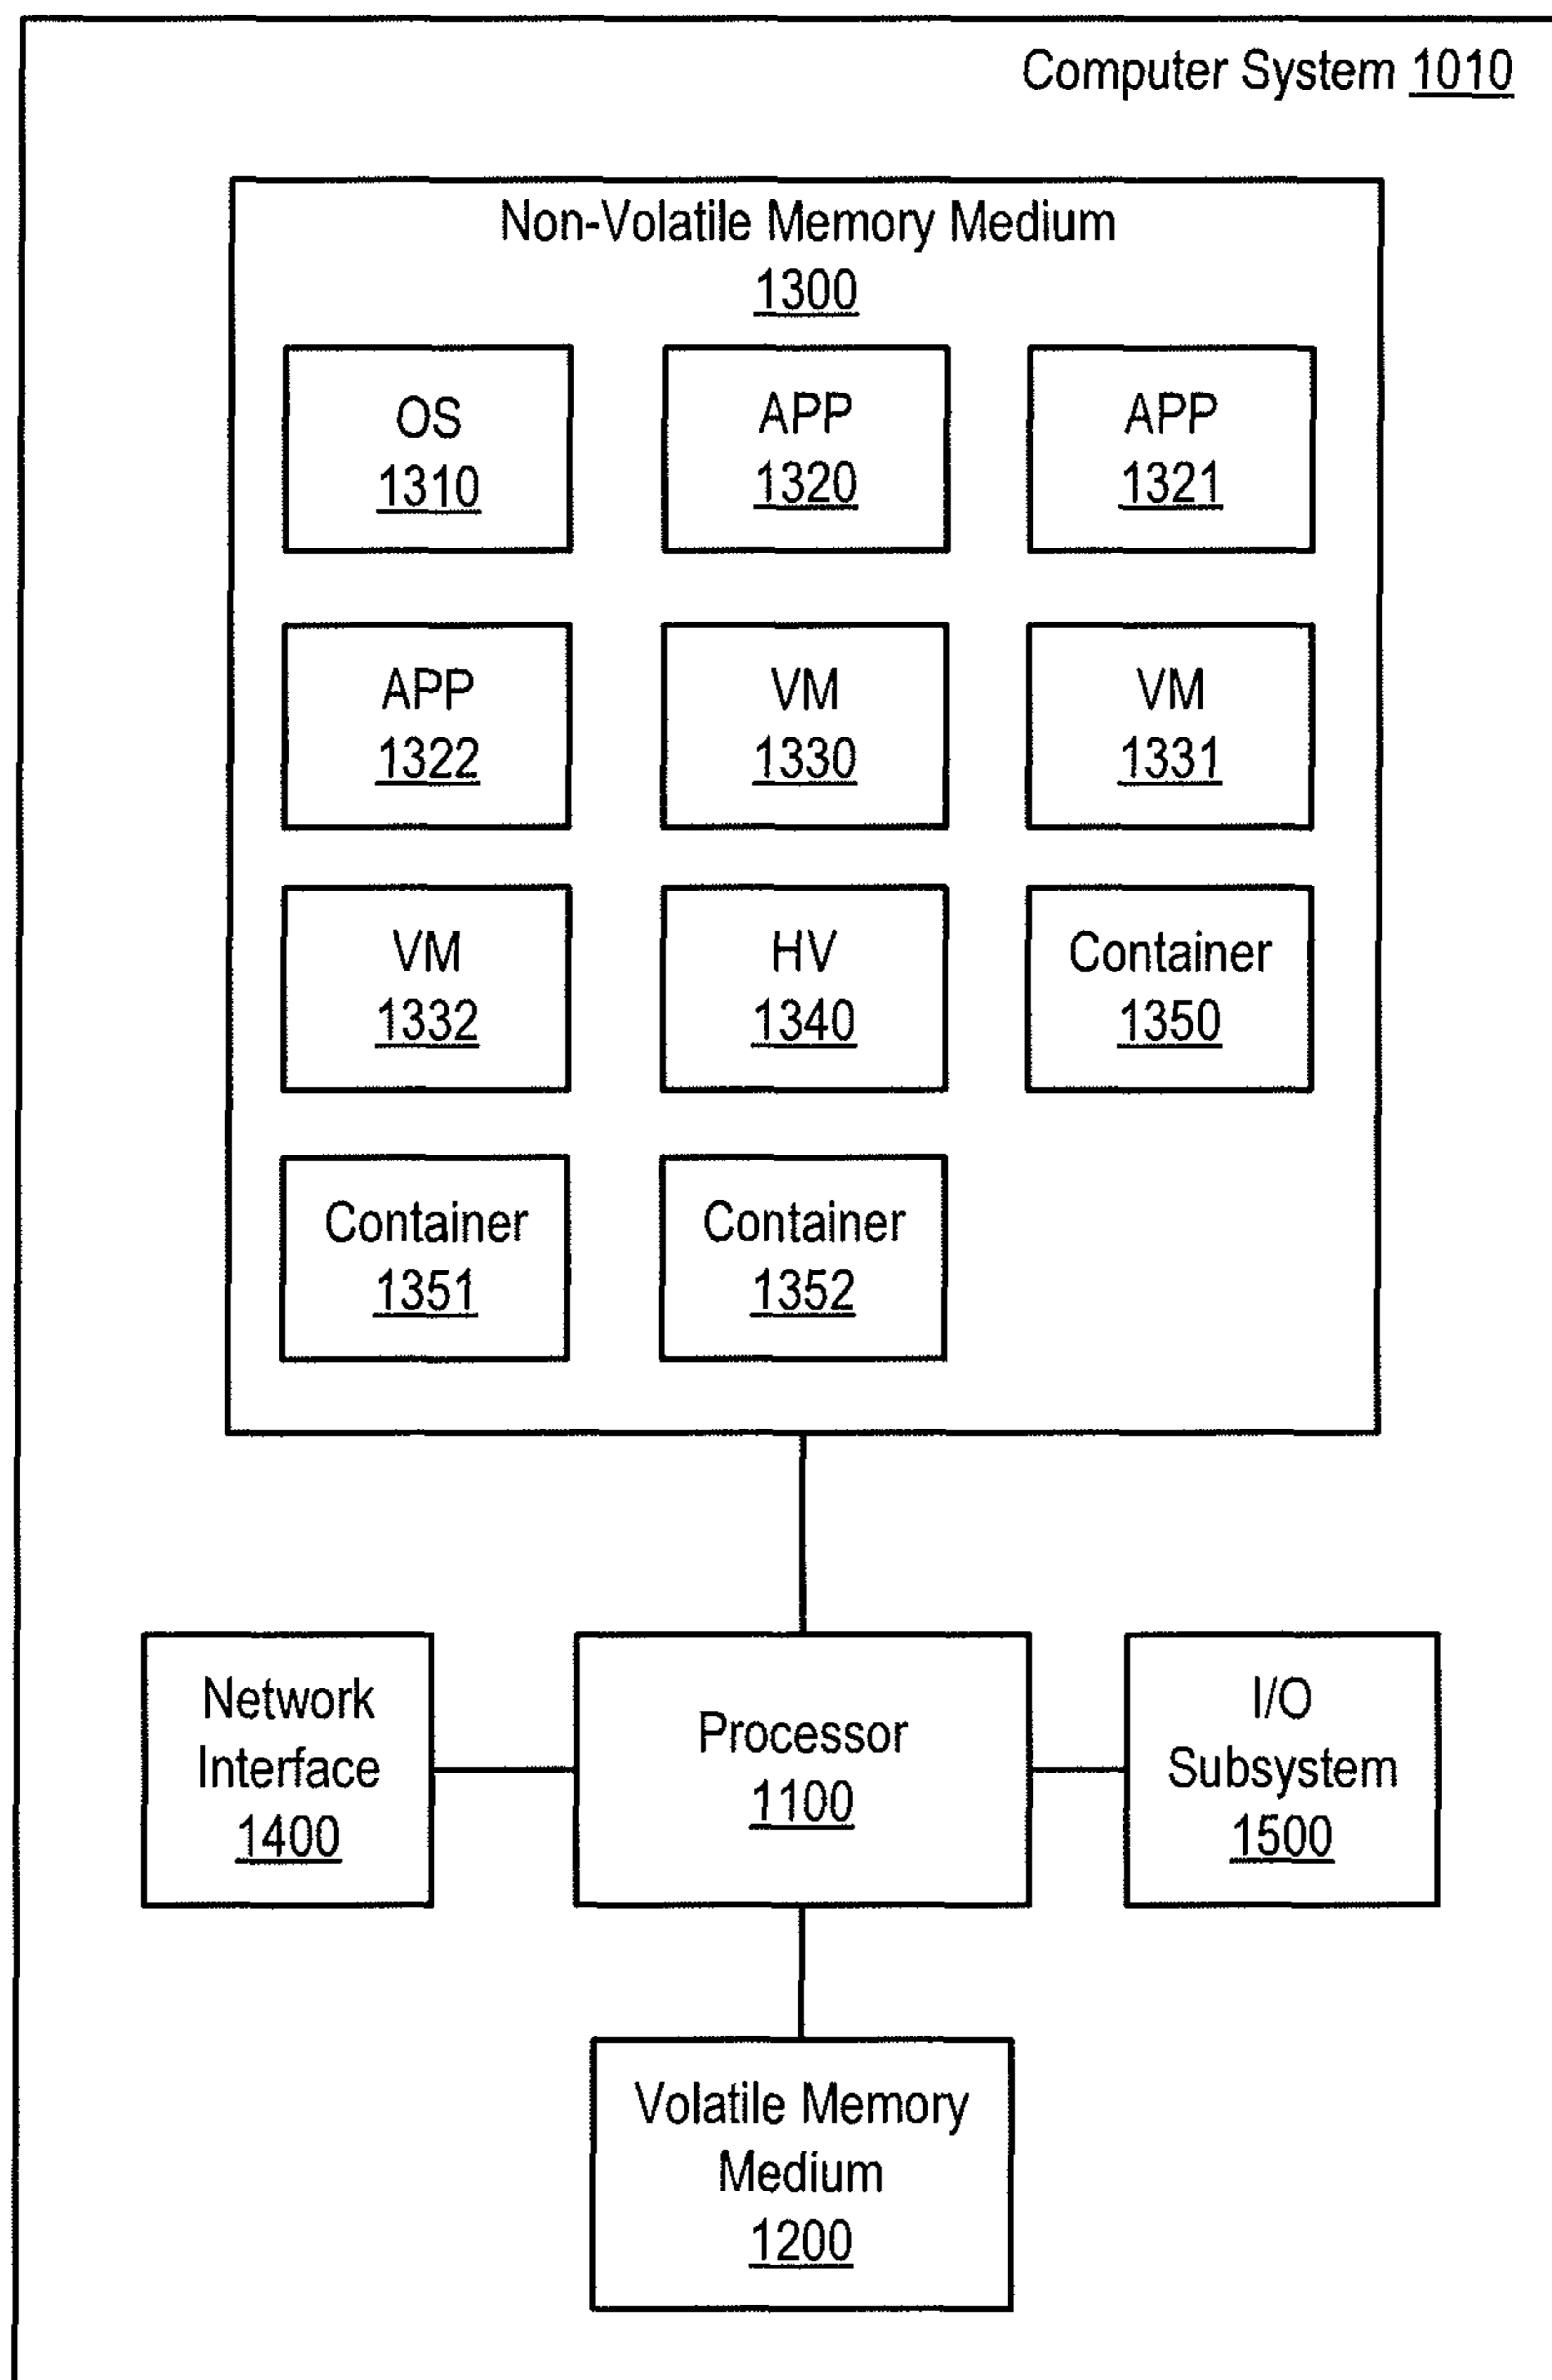 Computer System 1010
Non-Volatile Memory Medium
1300
OS
1310
APP
1320
APP
1321
APP
1322
VM
1330
VM
1331
VM
1332
HV
1340
Container
1350
Container
1351
Container
1352
Network
Interface
1400
Processor
1100
I/O
Subsystem
1500
Volatile Memory
Medium
1200